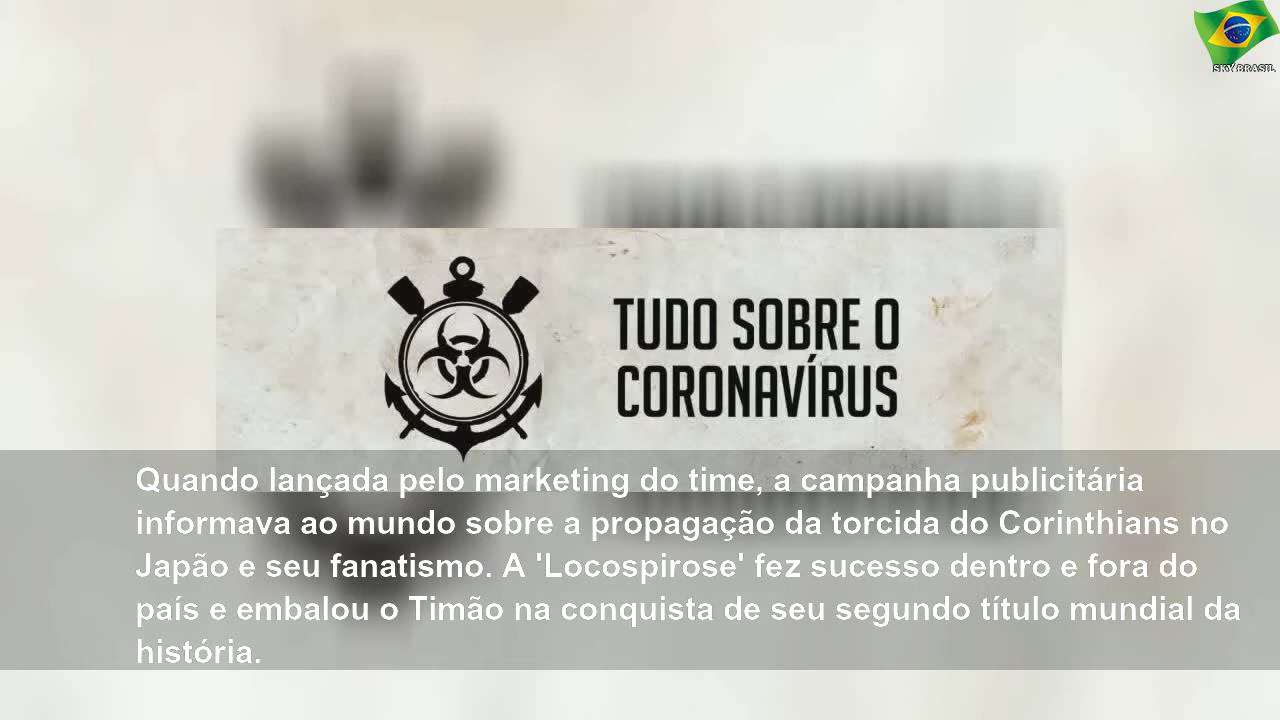 SKY BRASIL
TUDO SOBRE O
CORONAVÍRUS
Quando lançada pelo marketing do time, a campanha publicitária
informava ao mundo sobre a propagação da torcida do Corinthians no
Japão e seu fanatismo. A 'Locospirose' fez sucesso dentro e fora do
país e embalou o Timão na conquista de seu segundo título mundial da
história.